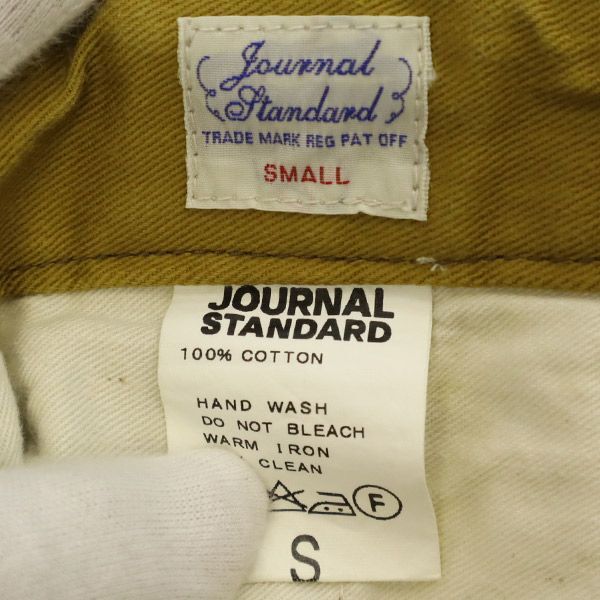 Journal
Standard
TRADE MARK REG PAT OFF
SMALL
JOURNAL
STANDARD
100% COTTON
HAND WASH
DO NOT BLEACH
WARM IRON
CLEAN
F
S